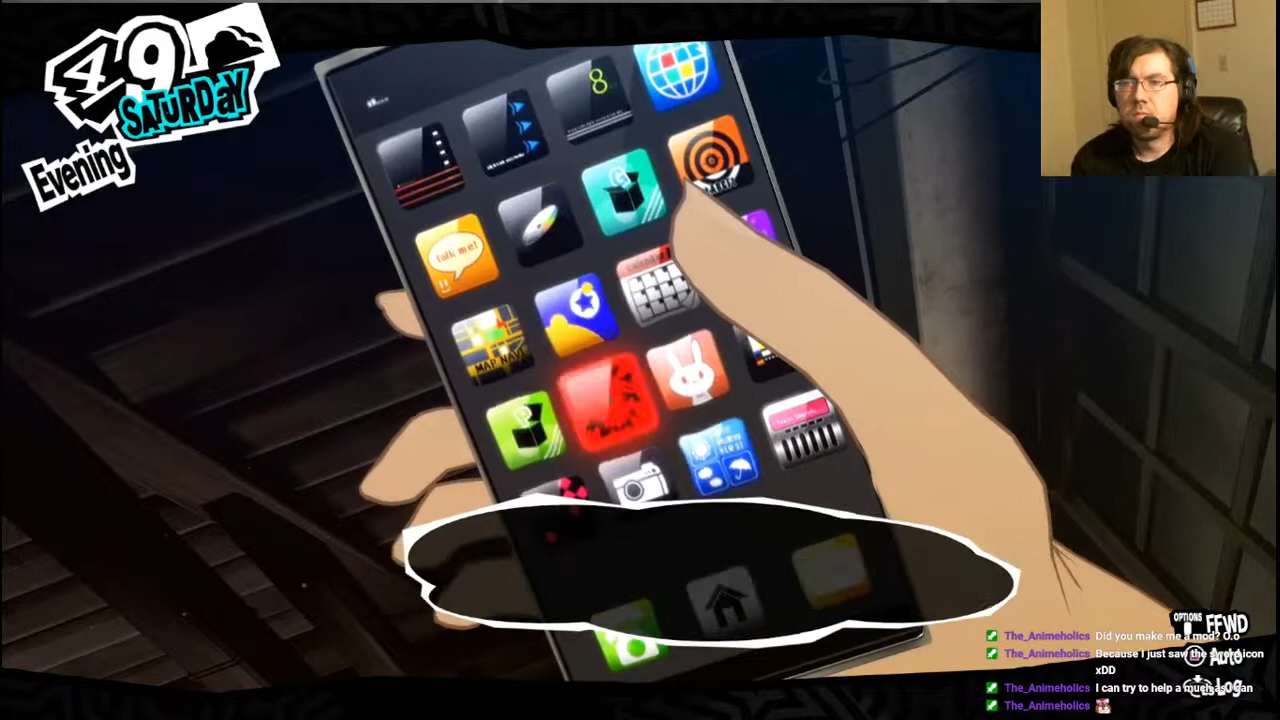 4/9
SATURDAY
Evening
8
talk me!
MAP NAVI
OPTIONS
FFWD
Auto
Log
The_Animeholics Did you make me a mod? O.o
The_Animeholics Because I just saw the sword icon
xDD
The_Animeholics I can try to help a much as I can
The_Animeholics